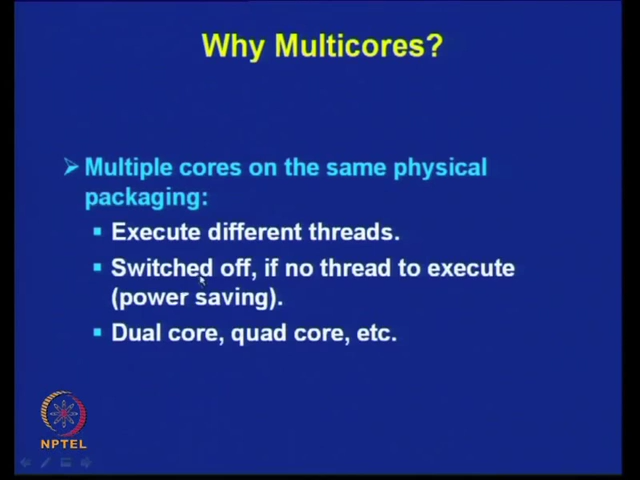 Why Multicores?
Multiple cores on the same physical
packaging:
Execute different threads.
Switched off, if no thread to execute
(power saving).
Dual core, quad core, etc.
NPTEL